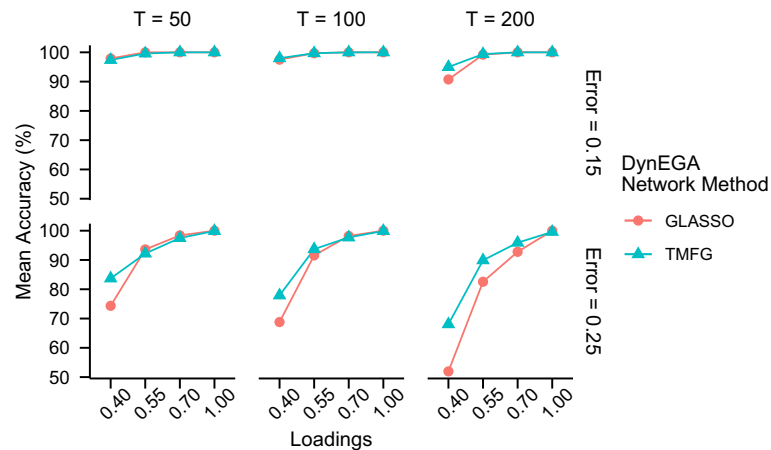 T = 50
T = 100
T = 200
100
90
80
70
60
50
Error = 0.15
100
90
80
70
60
50
Error = 0.25
Mean Accuracy (%)
0.40
0.55
0.70
1.00
0.40
0.55
0.70
1.00
0.40
0.55
0.70
1.00
Loadings
DynEGA
Network Method
GLASSO
TMFG